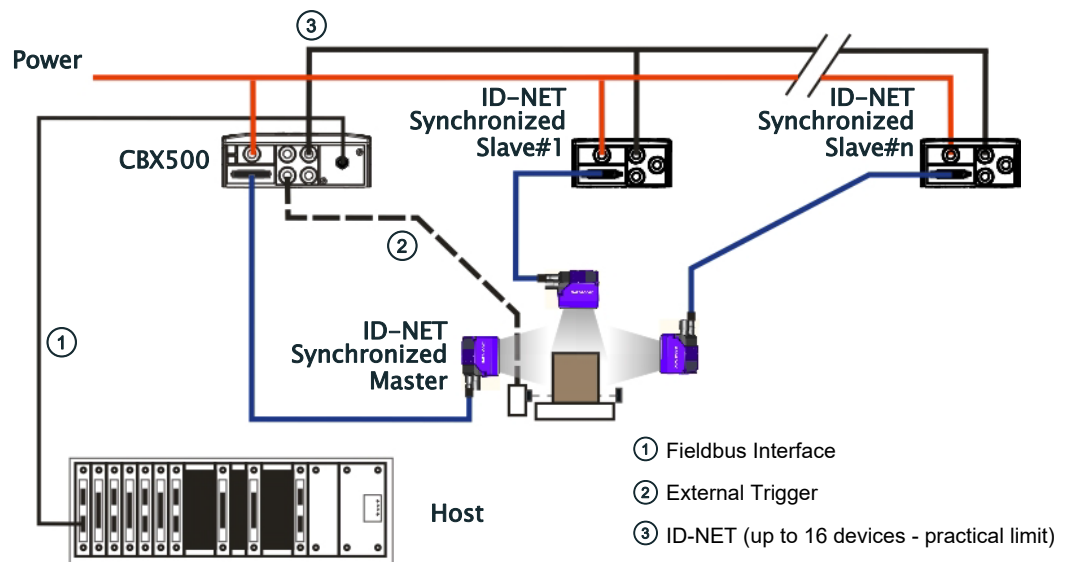 ③
Power
ID-NET
Synchronized
Slave#1
ID-NET
Synchronized
Slave#n
CBX500
②
①
ID-NET
Synchronized
Master
Host
① Fieldbus Interface
② External Trigger
③ ID-NET (up to 16 devices - practical limit)